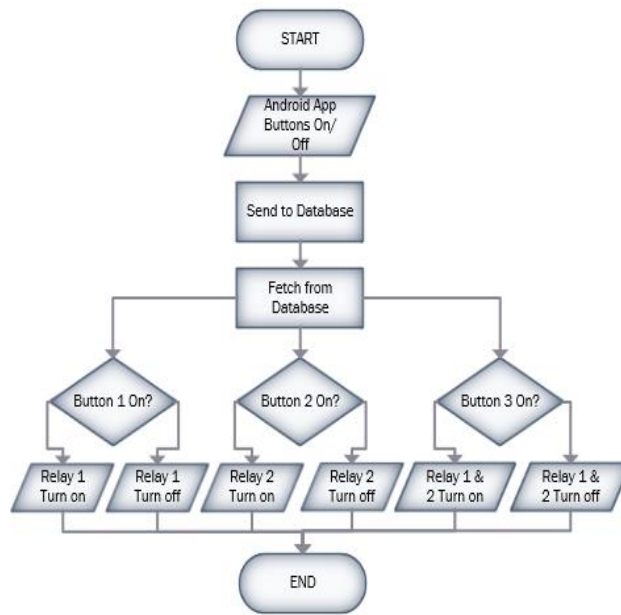 START
Android App
Buttons On/
Off
Send to Database
Fetch from
Database
Button 1 On?
Button 2 On?
Button 3 On?
Relay 1
Turn on
Relay 1
Turn off
Relay 2
Turn on
Relay 2
Turn off
Relay 1 &
2 Turn on
Relay 1 &
2 Turn off
END